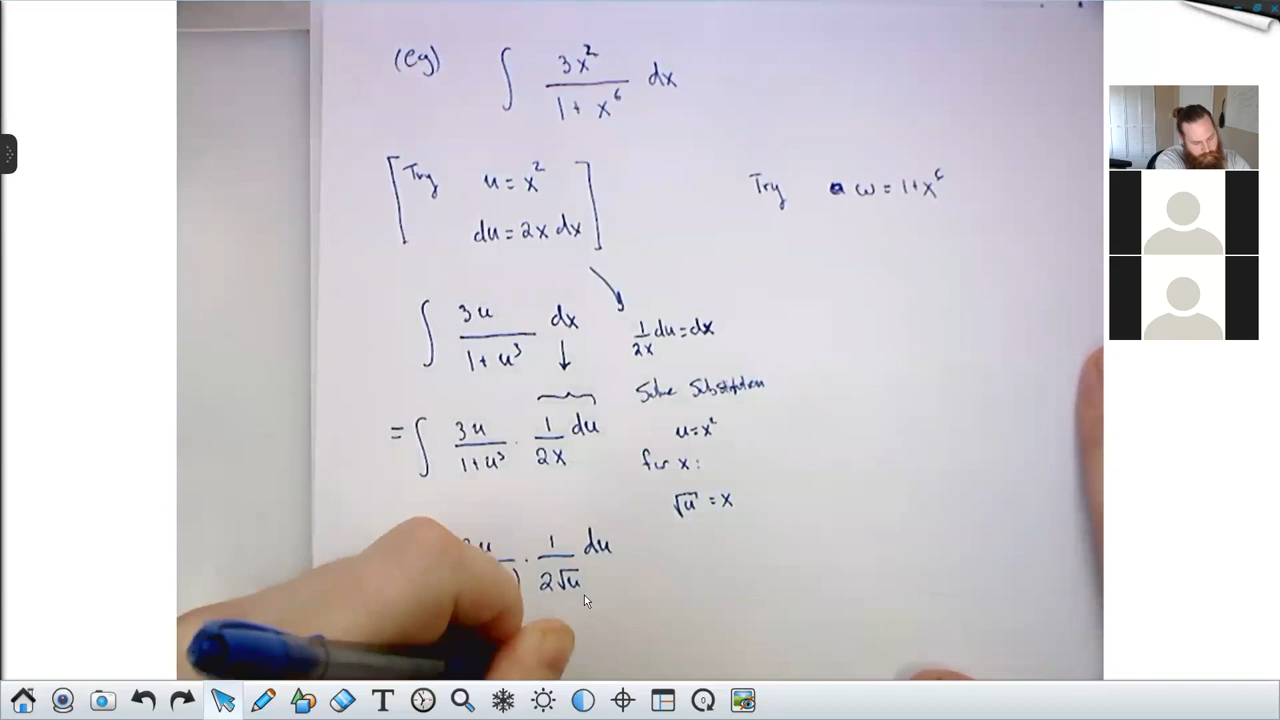 (eg) ∫ 3x² / 1 + x⁶ dx
[Try u = x²
du = 2x dx]
Try w = 1+x⁶
∫ 3u / 1+u³ dx
1/2x du = dx
Solve Substitution
= ∫ 3u / 1+u³ · 1/2x du
u = x²
for x:
√u = x
3u · 1/2√u du